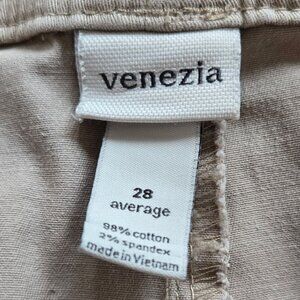 venezia
28
average
98% cotton
2% spandex
made in Vietnam